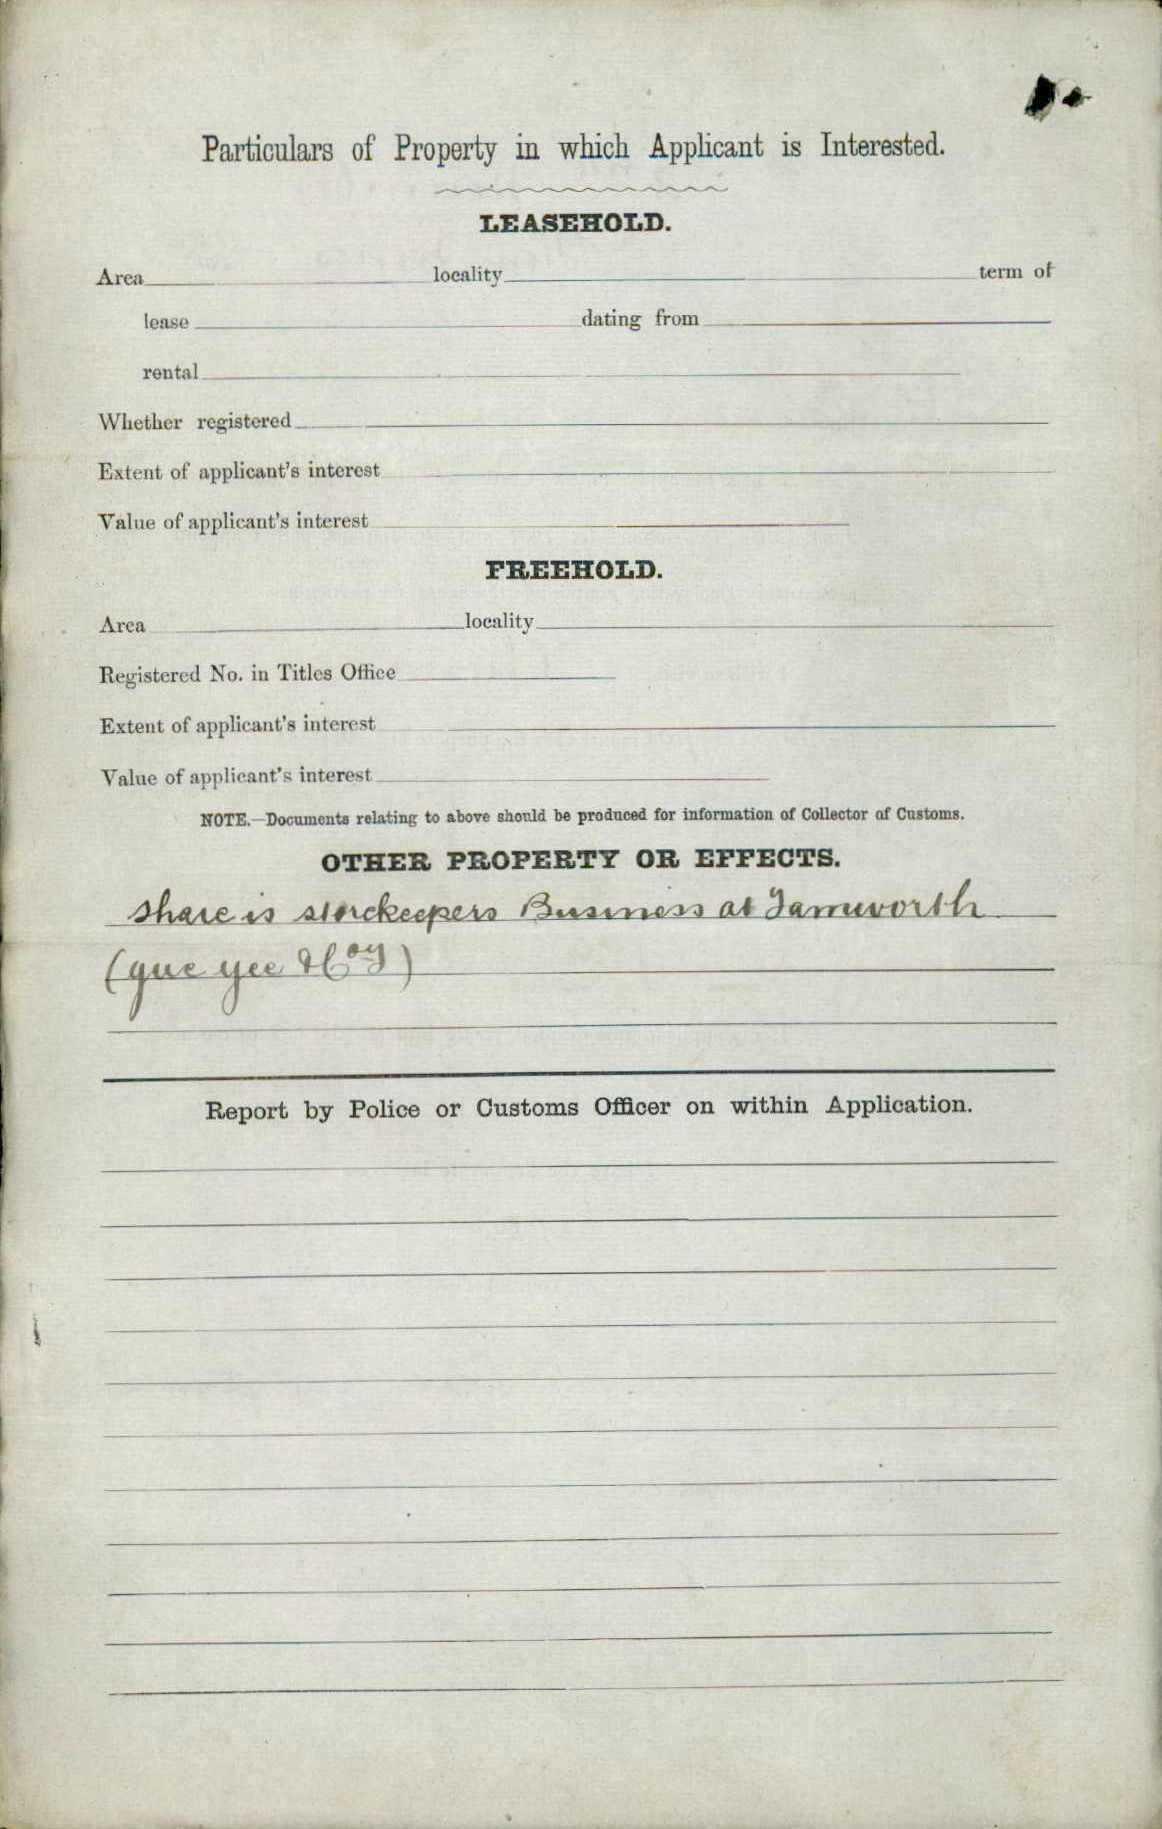 Particulars of Property in which Applicant is Interested.
LEASEHOLD.
Area locality term of
lease dating from
rental
Whether registered
Extent of applicant's interest
Value of applicant's interest
FREEHOLD.
Area locality
Registered No. in Titles Office
Extent of applicant's interest
Value of applicant's interest
NOTE.—Documents relating to above should be produced for information of Collector of Customs.
OTHER PROPERTY OR EFFECTS.
Share is storekeepers Business at Tamworth
(gue yee & Coy)
Report by Police or Customs Officer on within Application.